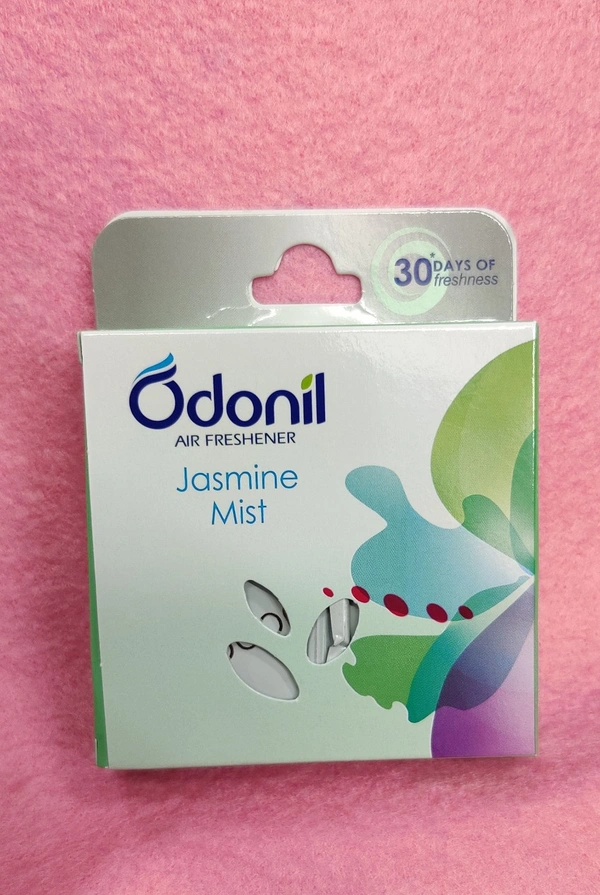 30* DAYS OF
freshness
Odonil
AIR FRESHENER
Jasmine
Mist